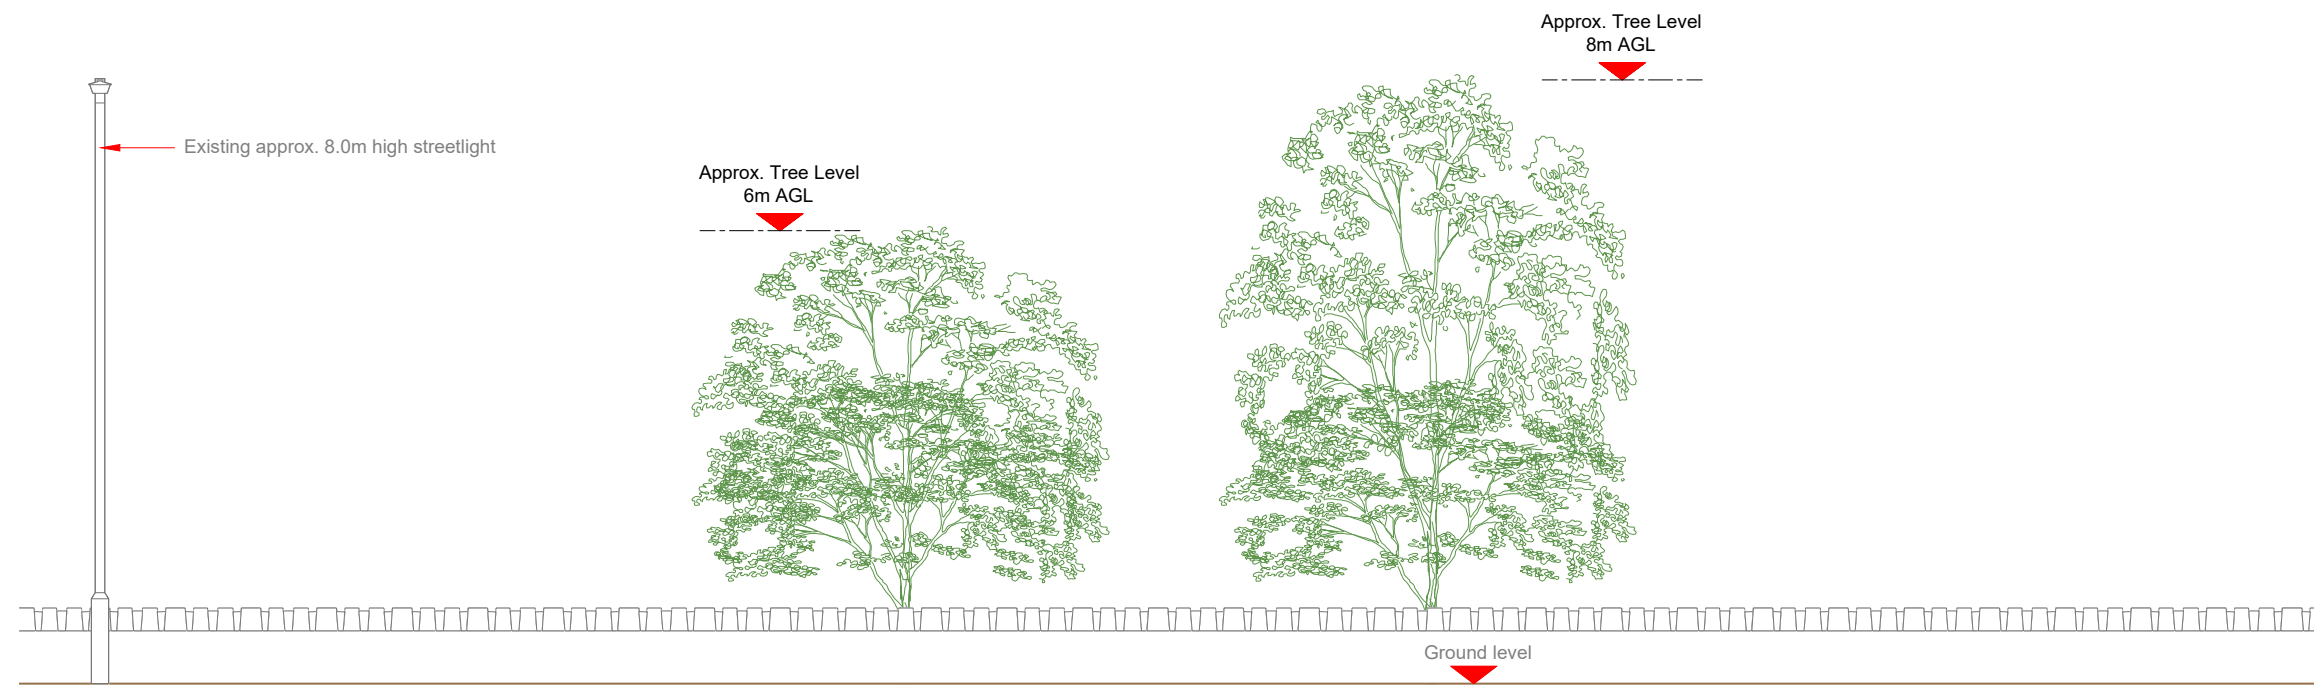 Approx. Tree Level
8m AGL
Existing approx. 8.0m high streetlight
Approx. Tree Level
6m AGL
Ground level